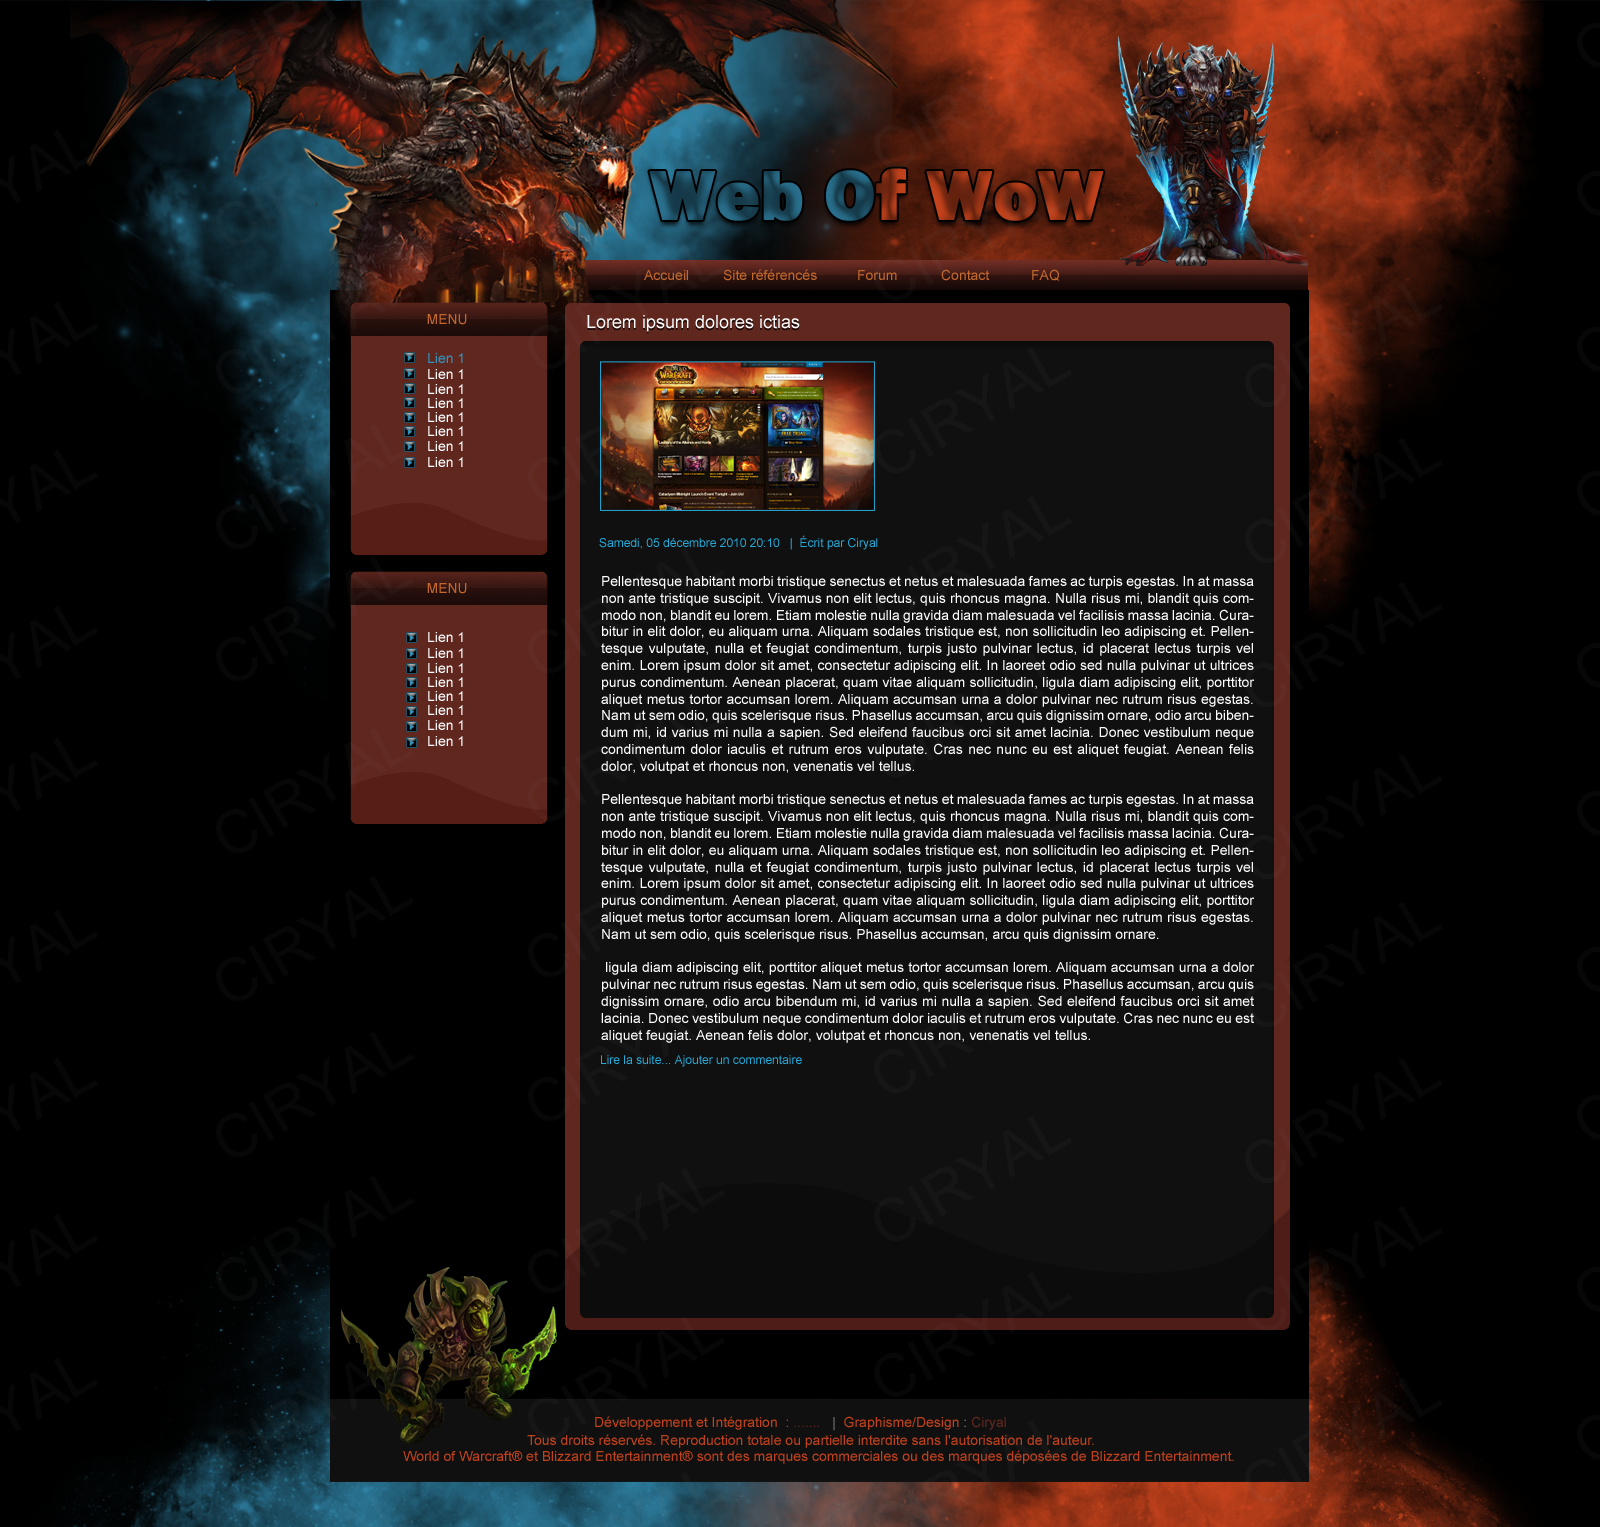 Web Of WoW
Accueil Site référencés Forum Contact FAQ
MENU
Lien 1
Lien 1
Lien 1
Lien 1
Lien 1
Lien 1
Lien 1
Lien 1
MENU
Lien 1
Lien 1
Lien 1
Lien 1
Lien 1
Lien 1
Lien 1
Lien 1
Lorem ipsum dolores ictias
WARCRAFT
FREE TRIAL
Cataclysm Midnight Launch Event Tonight - Join Us!
Samedi, 05 décembre 2010 20:10 | Écrit par Ciryal
Pellentesque habitant morbi tristique senectus et netus et malesuada fames ac turpis egestas. In at massa
non ante tristique suscipit. Vivamus non elit lectus, quis rhoncus magna. Nulla risus mi, blandit quis com-
modo non, blandit eu lorem. Etiam molestie nulla gravida diam malesuada vel facilisis massa lacinia. Cura-
bitur in elit dolor, eu aliquam urna. Aliquam sodales tristique est, non sollicitudin leo adipiscing et. Pellen-
tesque vulputate, nulla et feugiat condimentum, turpis justo pulvinar lectus, id placerat lectus turpis vel
enim. Lorem ipsum dolor sit amet, consectetur adipiscing elit. In laoreet odio sed nulla pulvinar ut ultrices
purus condimentum. Aenean placerat, quam vitae aliquam sollicitudin, ligula diam adipiscing elit, porttitor
aliquet metus tortor accumsan lorem. Aliquam accumsan urna a dolor pulvinar nec rutrum risus egestas.
Nam ut sem odio, quis scelerisque risus. Phasellus accumsan, arcu quis dignissim ornare, odio arcu biben-
dum mi, id varius mi nulla a sapien. Sed eleifend faucibus orci sit amet lacinia. Donec vestibulum neque
condimentum dolor iaculis et rutrum eros vulputate. Cras nec nunc eu est aliquet feugiat. Aenean felis
dolor, volutpat et rhoncus non, venenatis vel tellus.
Pellentesque habitant morbi tristique senectus et netus et malesuada fames ac turpis egestas. In at massa
non ante tristique suscipit. Vivamus non elit lectus, quis rhoncus magna. Nulla risus mi, blandit quis com-
modo non, blandit eu lorem. Etiam molestie nulla gravida diam malesuada vel facilisis massa lacinia. Cura-
bitur in elit dolor, eu aliquam urna. Aliquam sodales tristique est, non sollicitudin leo adipiscing et. Pellen-
tesque vulputate, nulla et feugiat condimentum, turpis justo pulvinar lectus, id placerat lectus turpis vel
enim. Lorem ipsum dolor sit amet, consectetur adipiscing elit. In laoreet odio sed nulla pulvinar ut ultrices
purus condimentum. Aenean placerat, quam vitae aliquam sollicitudin, ligula diam adipiscing elit, porttitor
aliquet metus tortor accumsan lorem. Aliquam accumsan urna a dolor pulvinar nec rutrum risus egestas.
Nam ut sem odio, quis scelerisque risus. Phasellus accumsan, arcu quis dignissim ornare.
ligula diam adipiscing elit, porttitor aliquet metus tortor accumsan lorem. Aliquam accumsan urna a dolor
pulvinar nec rutrum risus egestas. Nam ut sem odio, quis scelerisque risus. Phasellus accumsan, arcu quis
dignissim ornare, odio arcu bibendum mi, id varius mi nulla a sapien. Sed eleifend faucibus orci sit amet
lacinia. Donec vestibulum neque condimentum dolor iaculis et rutrum eros vulputate. Cras nec nunc eu est
aliquet feugiat. Aenean felis dolor, volutpat et rhoncus non, venenatis vel tellus.
Lire la suite... Ajouter un commentaire
Développement et Intégration : ....... | Graphisme/Design : Ciryal
Tous droits réservés. Reproduction totale ou partielle interdite sans l'autorisation de l'auteur.
World of Warcraft® et Blizzard Entertainment® sont des marques commerciales ou des marques déposées de Blizzard Entertainment.
CIRYAL